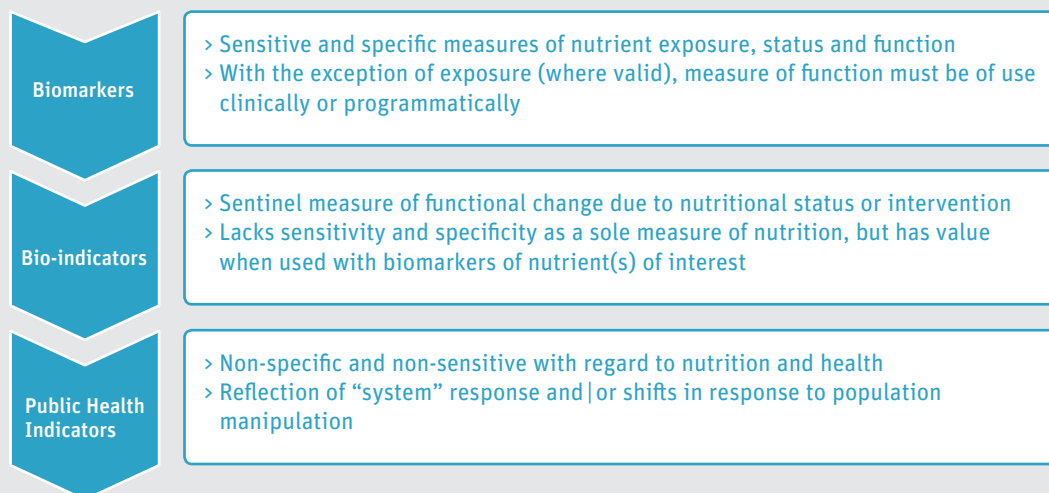 Biomarkers
> Sensitive and specific measures of nutrient exposure, status and function
> With the exception of exposure (where valid), measure of function must be of use
clinically or programmatically
Bio-indicators
> Sentinel measure of functional change due to nutritional status or intervention
> Lacks sensitivity and specificity as a sole measure of nutrition, but has value
when used with biomarkers of nutrient(s) of interest
Public Health
Indicators
> Non-specific and non-sensitive with regard to nutrition and health
> Reflection of “system” response and|or shifts in response to population
manipulation